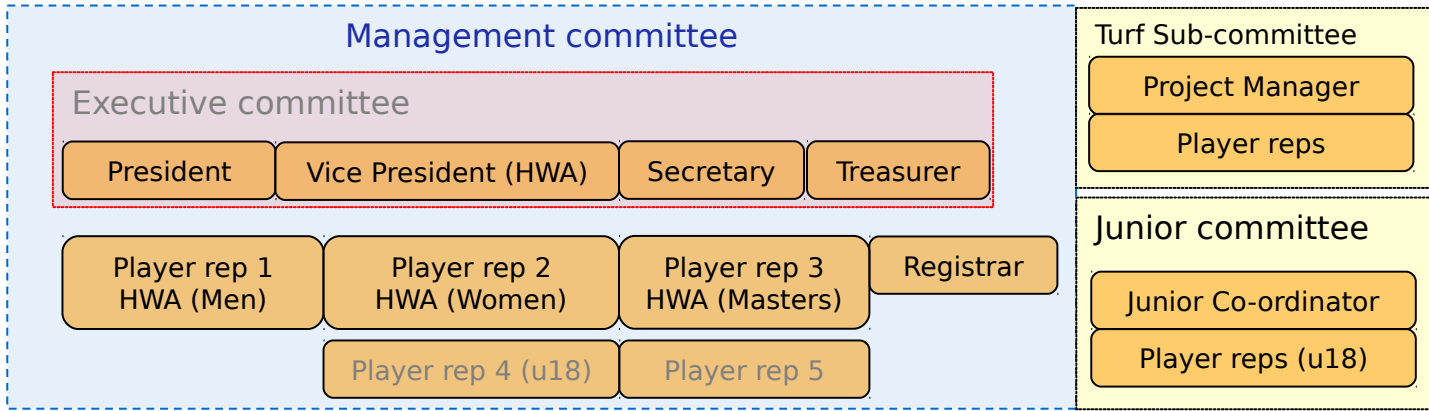 Management committee
Executive committee
President
Vice President (HWA)
Secretary
Treasurer
Player rep 1
HWA (Men)
Player rep 2
HWA (Women)
Player rep 3
HWA (Masters)
Registrar
Player rep 4 (u18)
Player rep 5
Turf Sub-committee
Project Manager
Player reps
Junior committee
Junior Co-ordinator
Player reps (u18)